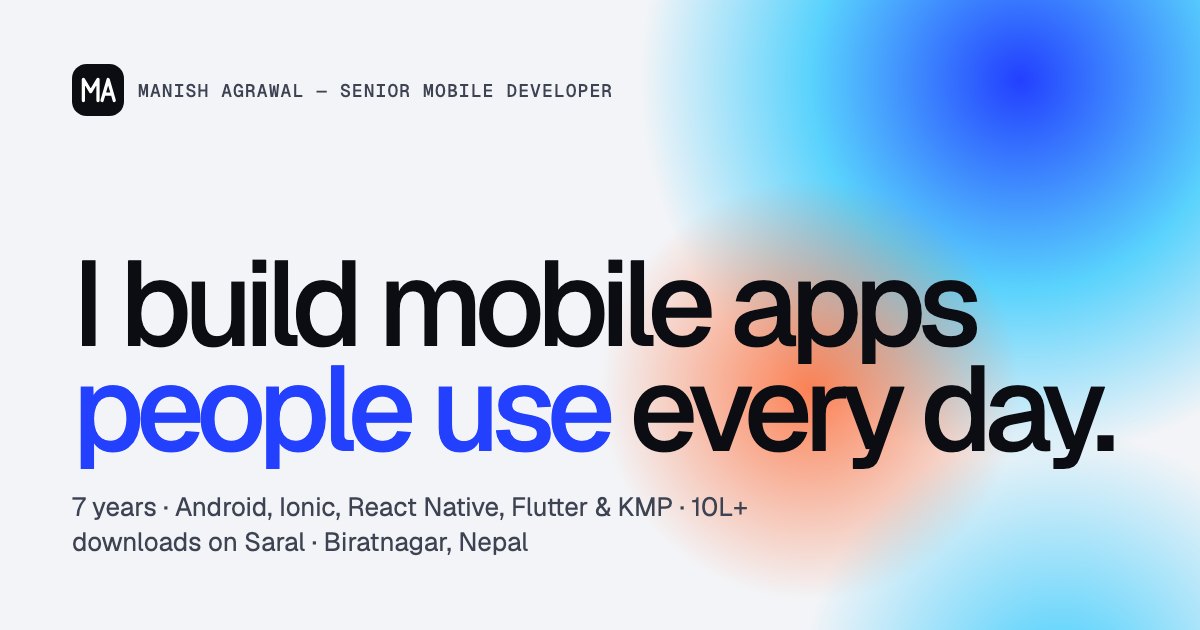 MA
MANISH AGRAWAL — SENIOR MOBILE DEVELOPER
I build mobile apps
people use every day.
7 years · Android, Ionic, React Native, Flutter & KMP · 10L+
downloads on Saral · Biratnagar, Nepal